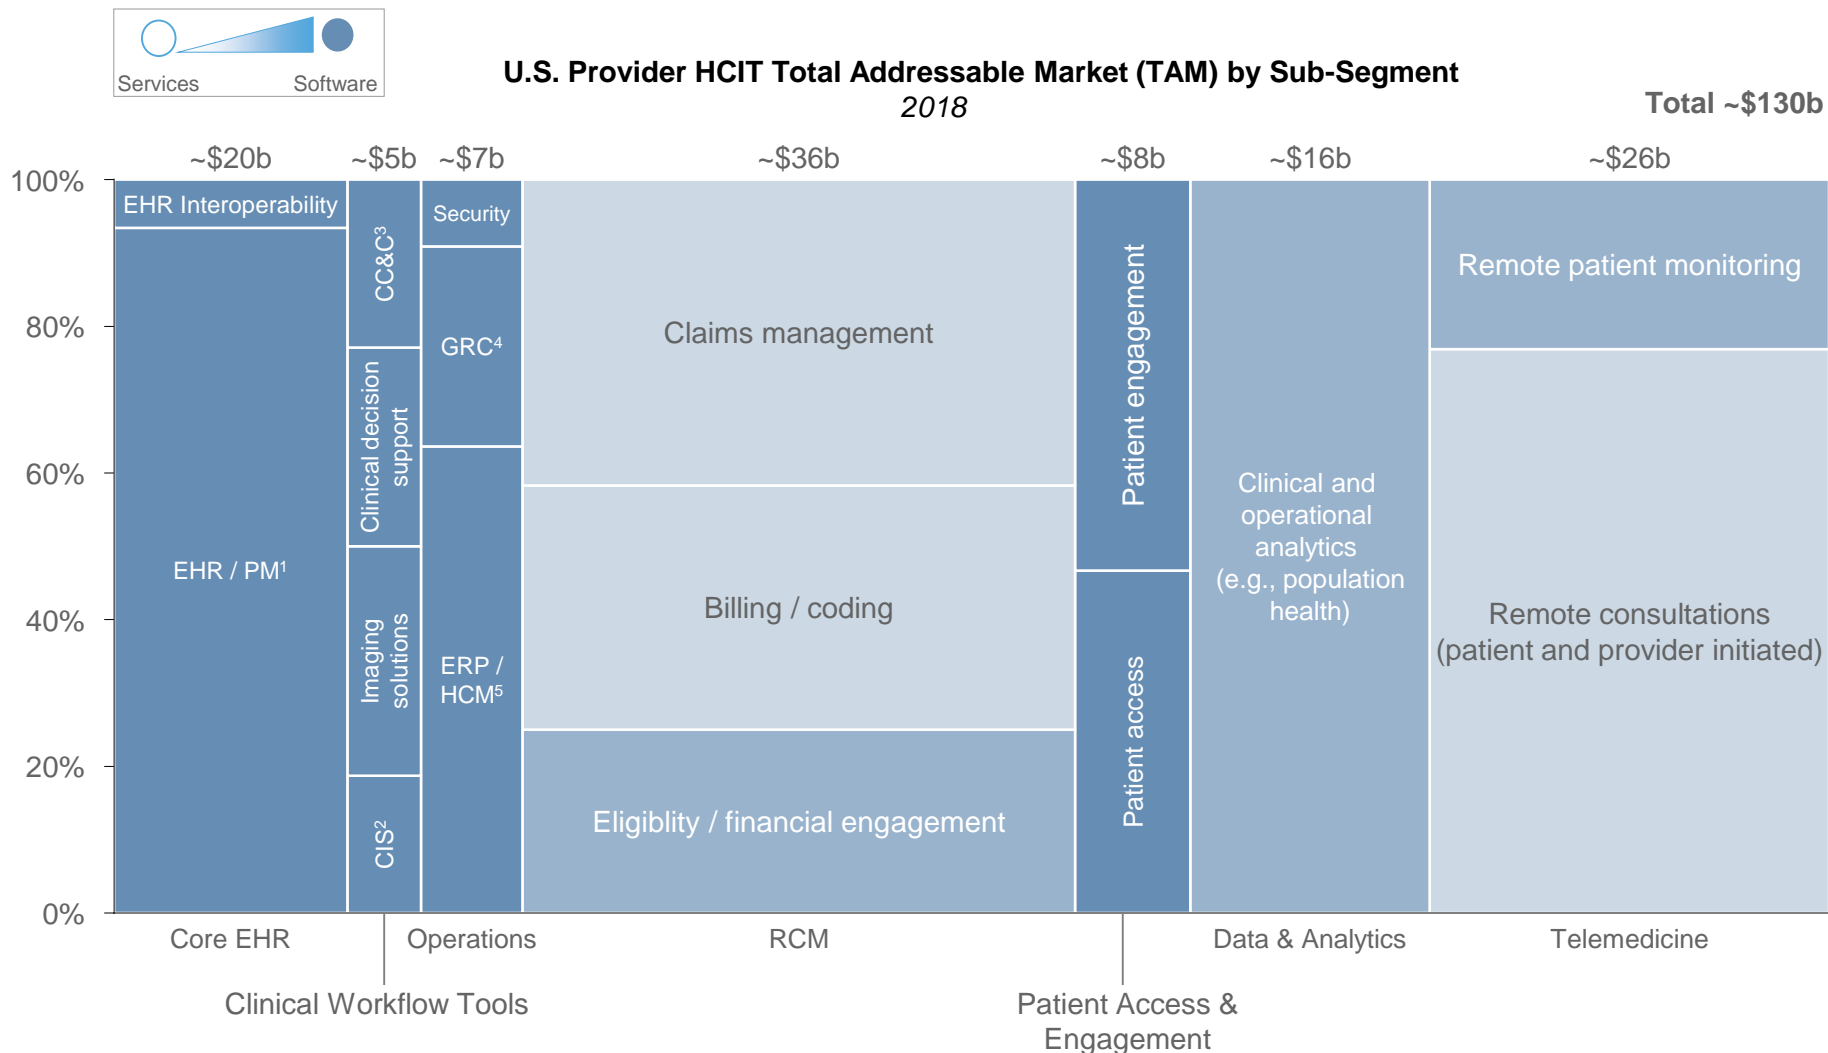 Services Software
U.S. Provider HCIT Total Addressable Market (TAM) by Sub-Segment
2018
Total ~$130b
~$20b ~$5b ~$7b ~$36b ~$8b ~$16b ~$26b
100%
80%
60%
40%
20%
0%
EHR Interoperability
EHR / PM¹
CC&C³
Clinical decision
support
Imaging
solutions
CIS²
Security
GRC⁴
ERP /
HCM⁵
Claims management
Billing / coding
Eligiblity / financial engagement
Patient engagement
Patient access
Clinical and
operational
analytics
(e.g., population
health)
Remote patient monitoring
Remote consultations
(patient and provider initiated)
Core EHR Operations RCM Data & Analytics Telemedicine
Clinical Workflow Tools
Patient Access &
Engagement